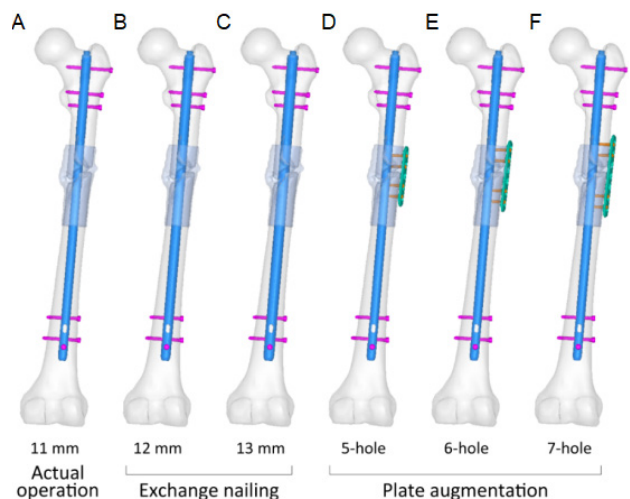 A B C D E F
11 mm 12 mm 13 mm 5-hole 6-hole 7-hole
Actual
operation Exchange nailing Plate augmentation